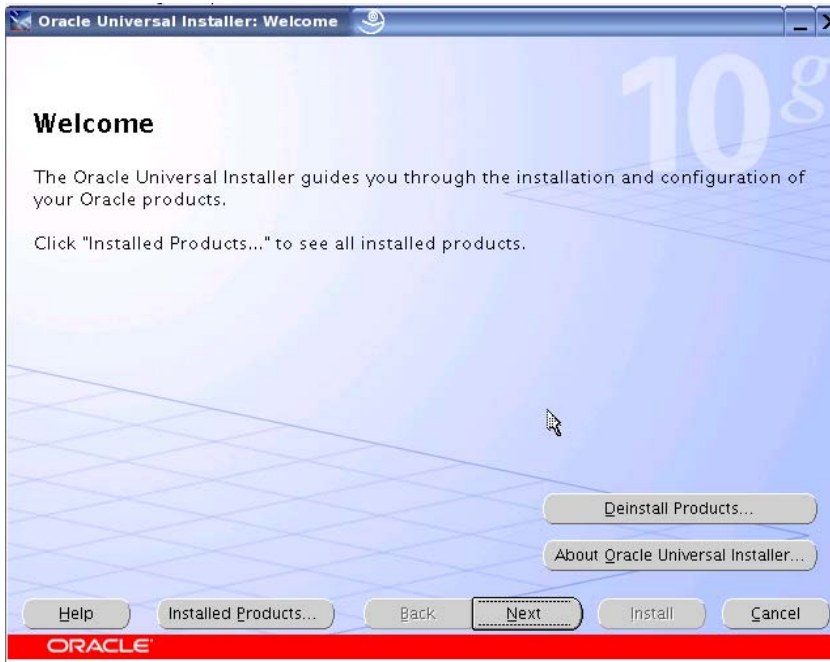 Oracle Universal Installer: Welcome
10g
Welcome
The Oracle Universal Installer guides you through the installation and configuration of
your Oracle products.
Click "Installed Products..." to see all installed products.
Deinstall Products...
About Oracle Universal Installer...
Help Installed Products... Back Next Install Cancel
ORACLE